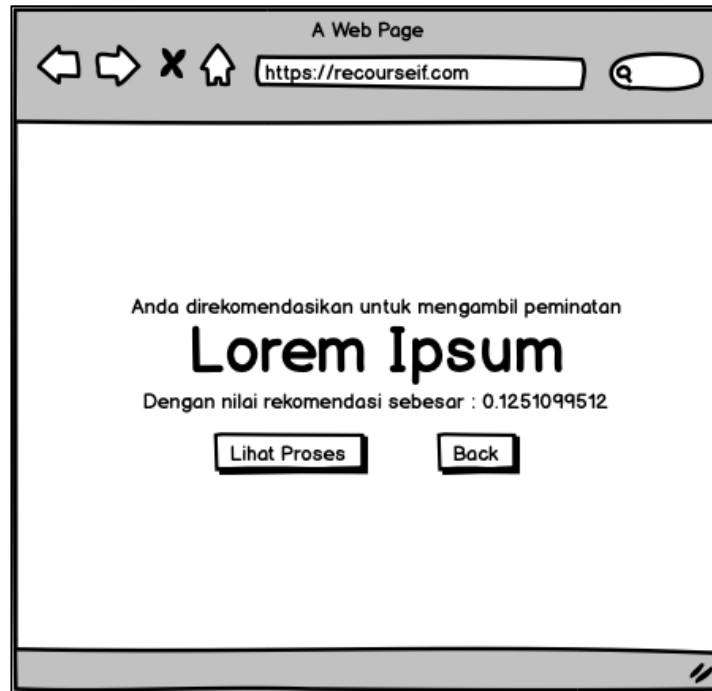 A Web Page
https://recourseif.com
Anda direkomendasikan untuk mengambil peminatan
Lorem Ipsum
Dengan nilai rekomendasi sebesar : 0.1251099512
Lihat Proses Back